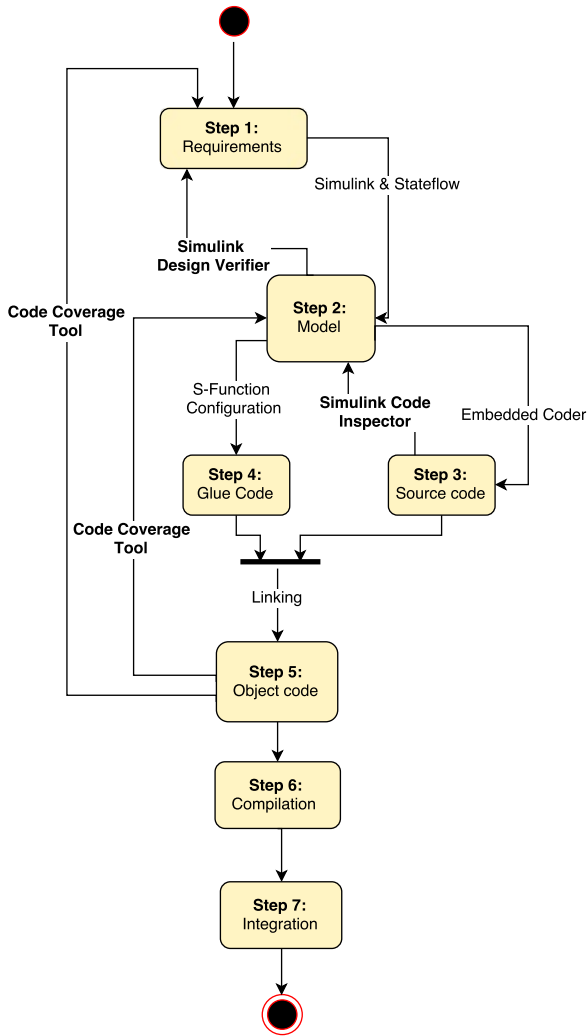 Step 1:
Requirements
Simulink & Stateflow
Simulink
Design Verifier
Code Coverage
Tool
Step 2:
Model
S-Function
Configuration
Simulink Code
Inspector
Embedded Coder
Step 4:
Glue Code
Step 3:
Source code
Code Coverage
Tool
Linking
Step 5:
Object code
Step 6:
Compilation
Step 7:
Integration